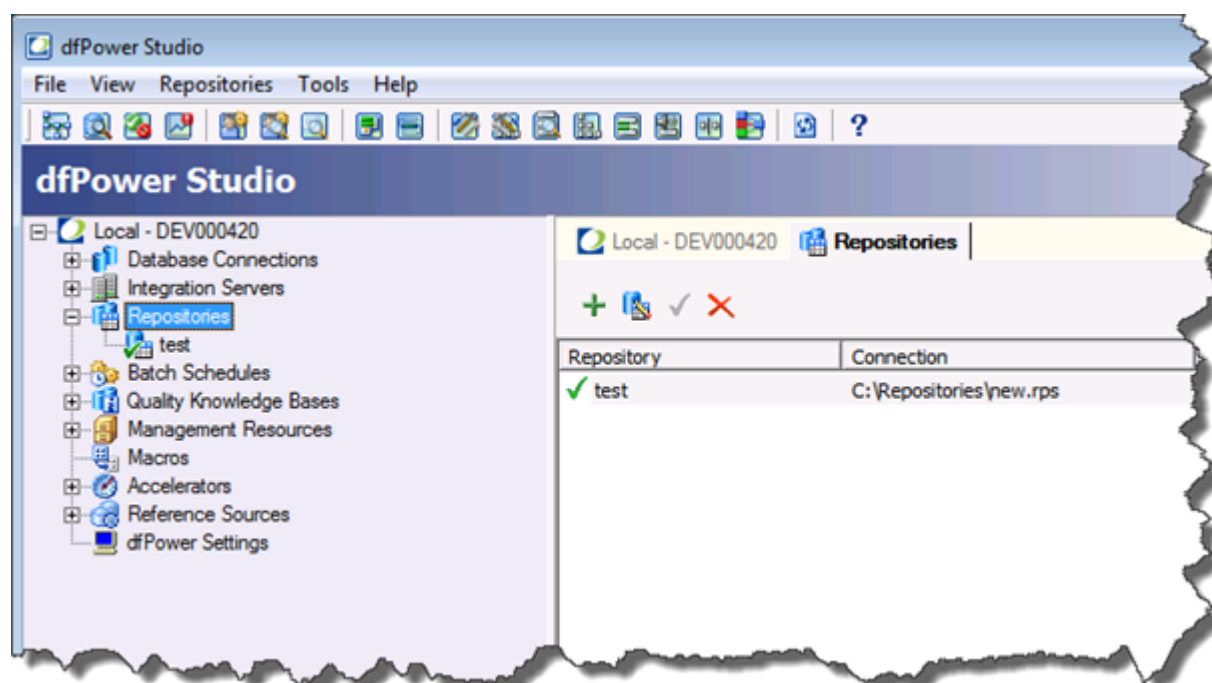 dfPower Studio
File View Repositories Tools Help
?
dfPower Studio
Local - DEV000420
Database Connections
Integration Servers
Repositories
test
Batch Schedules
Quality Knowledge Bases
Management Resources
Macros
Accelerators
Reference Sources
dfPower Settings
Local - DEV000420 Repositories
Repository Connection
test C:\Repositories\new.rps